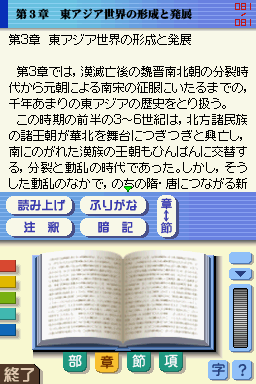 第3章　東アジア世界の形成と発展
081
081
第3章　東アジア世界の形成と発展
　第3章では，漢滅亡後の魏晋南北朝の分裂時
代から元朝による南宋の征服にいたるまでの，
千年あまりの東アジアの歴史をとり扱う。
　この時期の前半の3～6世紀は，北方諸民族
の諸王朝が華北を舞台につぎつぎと興亡し，
南にのがれた漢族の王朝もひんぱんに交替す
る，分裂と動乱の時代であった。しかし，そう
した動乱のなかで，のちの隋・唐につながる新
読み上げ
ふりがな
章↔節
注釈
暗記
部
章
節
項
字
？
終了